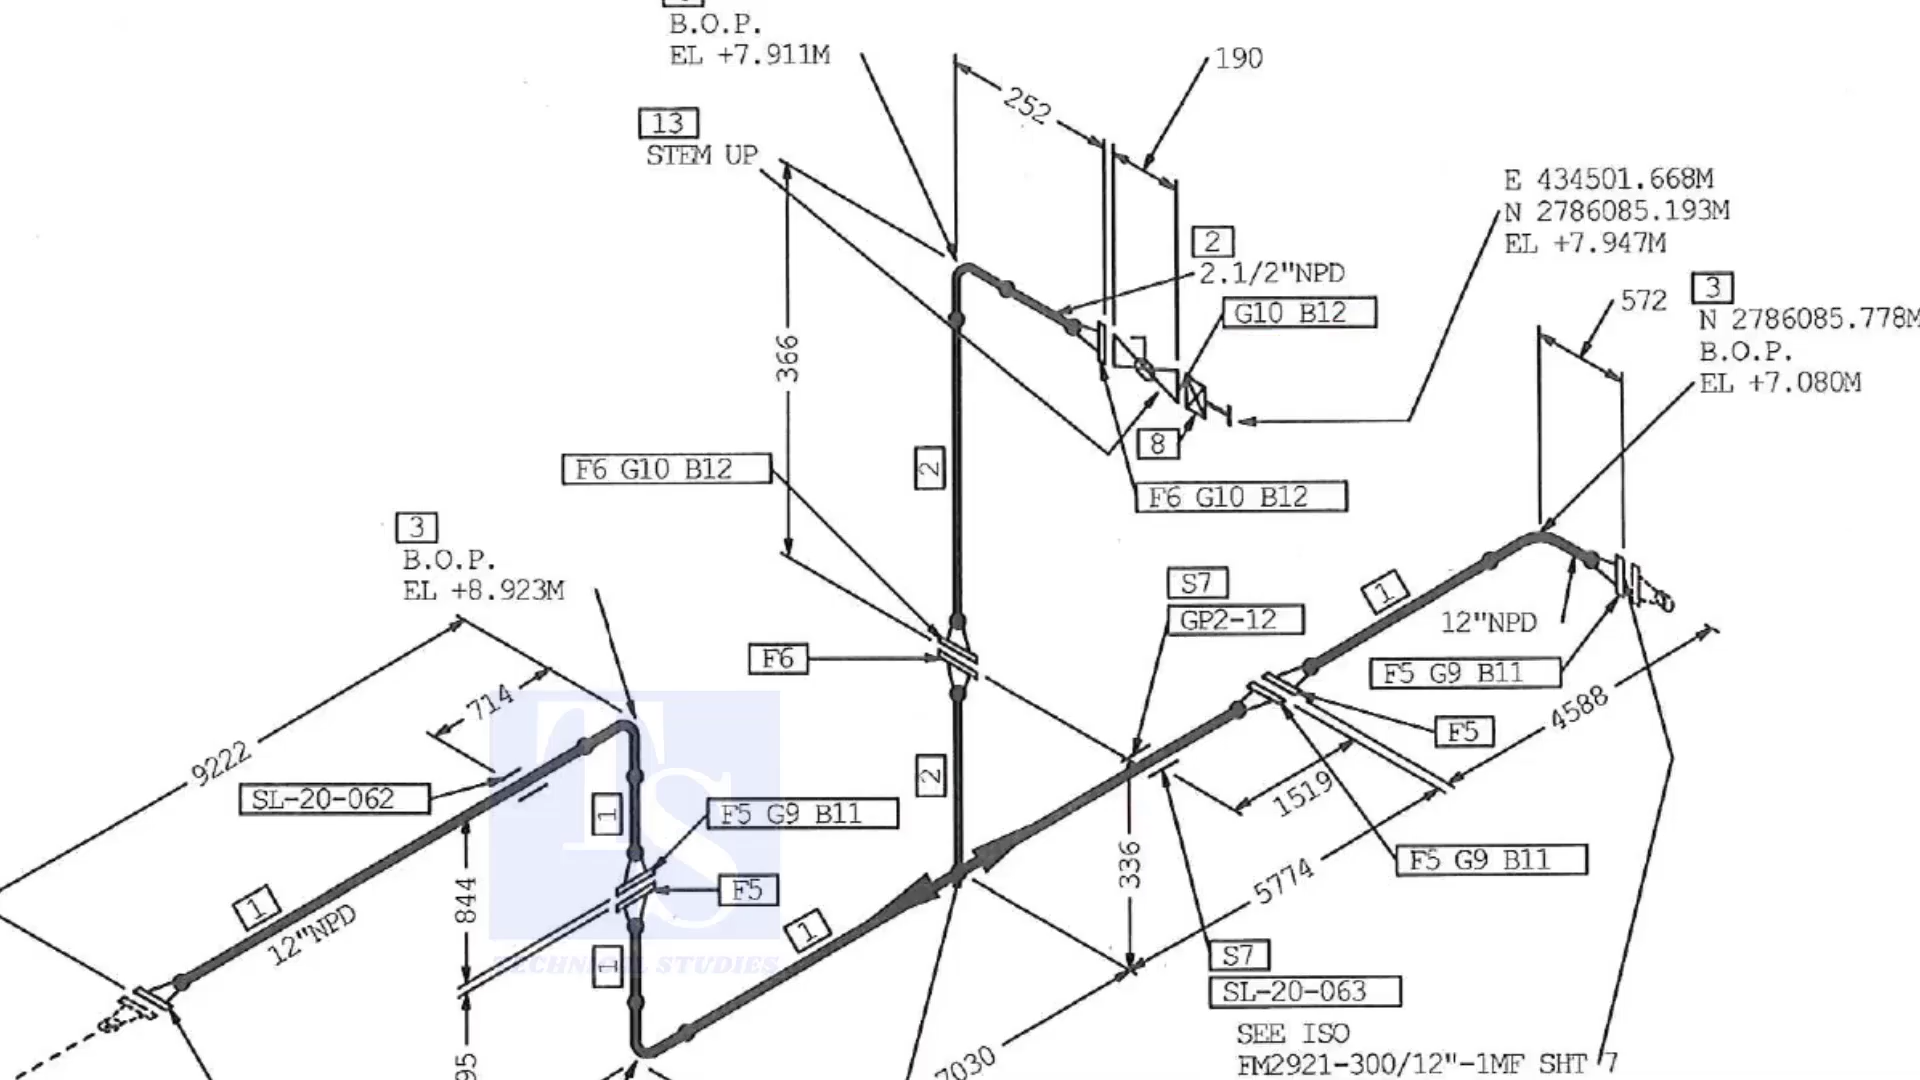 B.O.P.
EL +7.911M
190
252
13
STEM UP
E 434501.668M
N 2786085.193M
EL +7.947M
2
2.1/2"NPD
G10 B12
572
3
N 2786085.778M
B.O.P.
EL +7.080M
366
8
F6 G10 B12
2
F6 G10 B12
3
B.O.P.
EL +8.923M
S7
GP2-12
1
12"NPD
F6
F5 G9 B11
714
F5
4588
9222
SL-20-062
2
1
F5 G9 B11
1519
TS
F5
336
F5 G9 B11
844
5774
1
12"NPD
1
1
S7
TECHNICAL STUDIES
SL-20-063
SEE ISO
FM2921-300/12"-1MF SHT 7
7030